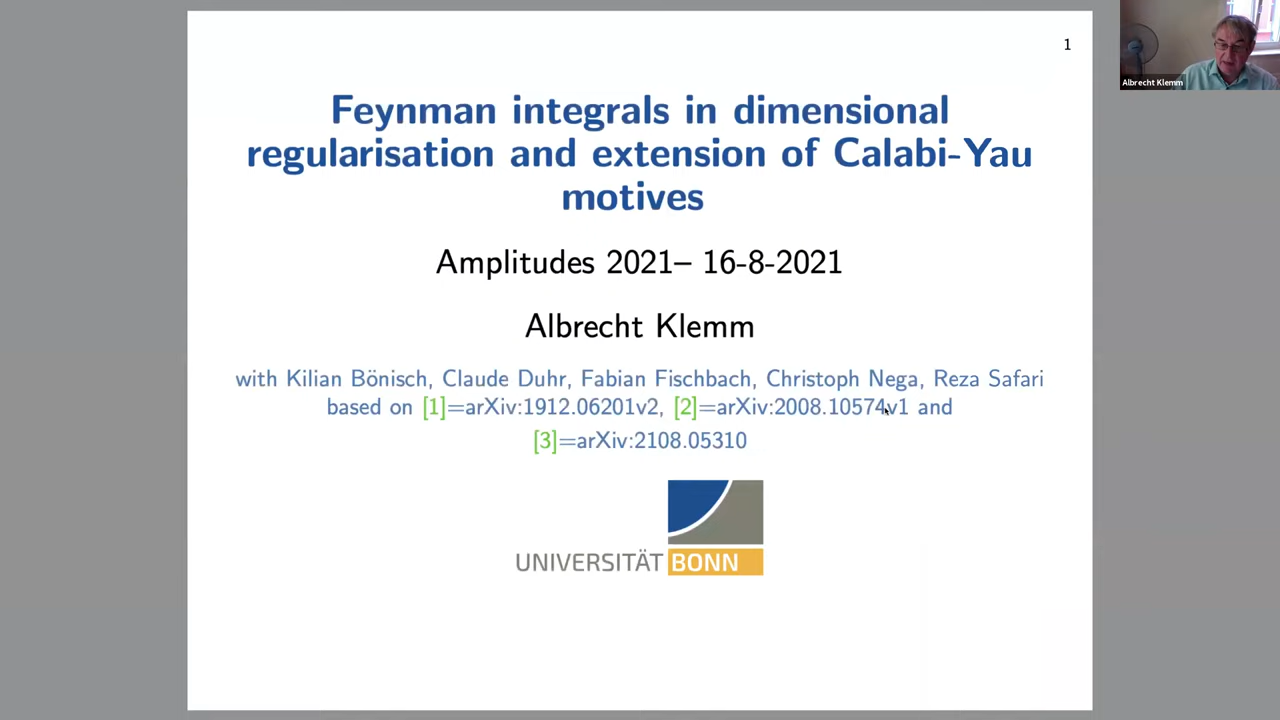 1
Feynman integrals in dimensional
regularisation and extension of Calabi-Yau
motives
Amplitudes 2021– 16-8-2021
Albrecht Klemm
with Kilian Bönisch, Claude Duhr, Fabian Fischbach, Christoph Nega, Reza Safari
based on [1]=arXiv:1912.06201v2, [2]=arXiv:2008.10574v1 and
[3]=arXiv:2108.05310
UNIVERSITÄT BONN
Albrecht Klemm